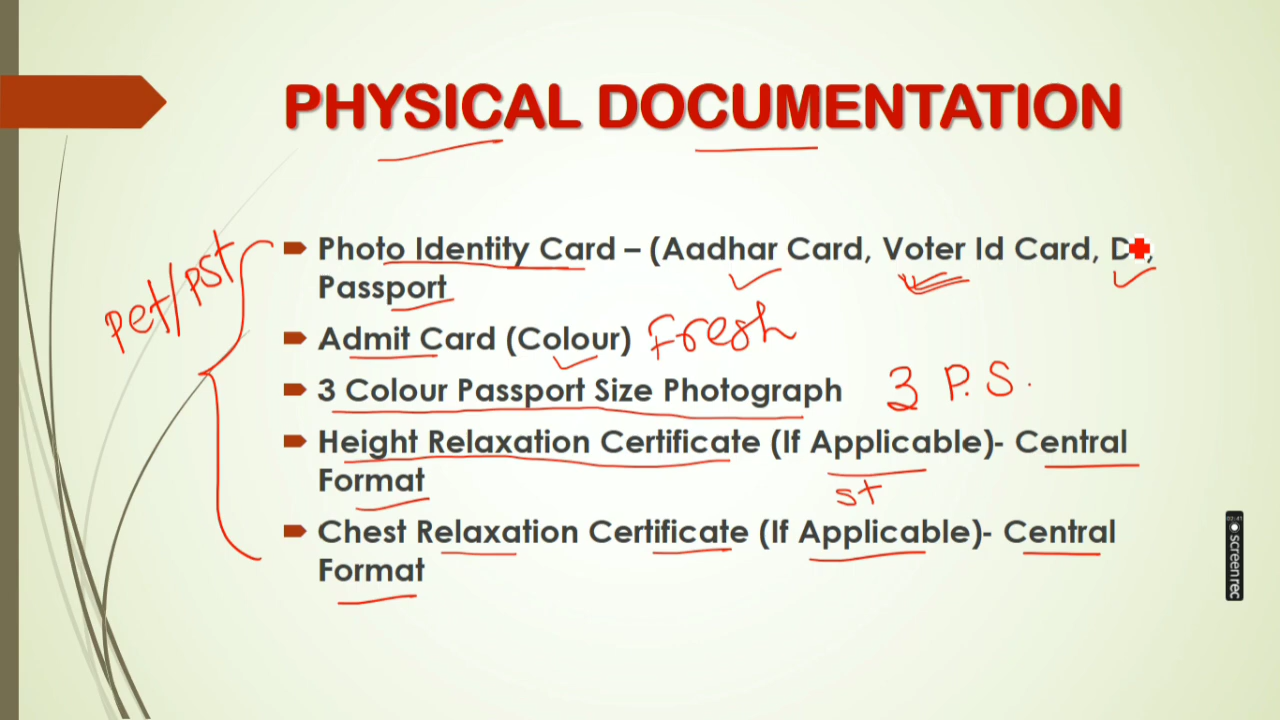 PHYSICAL DOCUMENTATION
Photo Identity Card – (Aadhar Card, Voter Id Card,
Passport
pet/pst
Admit Card (Colour) Fresh
3 Colour Passport Size Photograph 3 P.S.
Height Relaxation Certificate (If Applicable)- Central
Format
st
Chest Relaxation Certificate (If Applicable)- Central
Format
02:41
screenrec